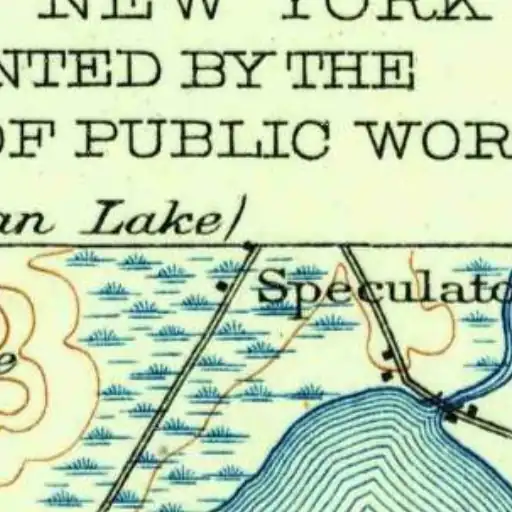 NEW YORK
NTED BY THE
OF PUBLIC WOR
an Lake)
Speculato
e